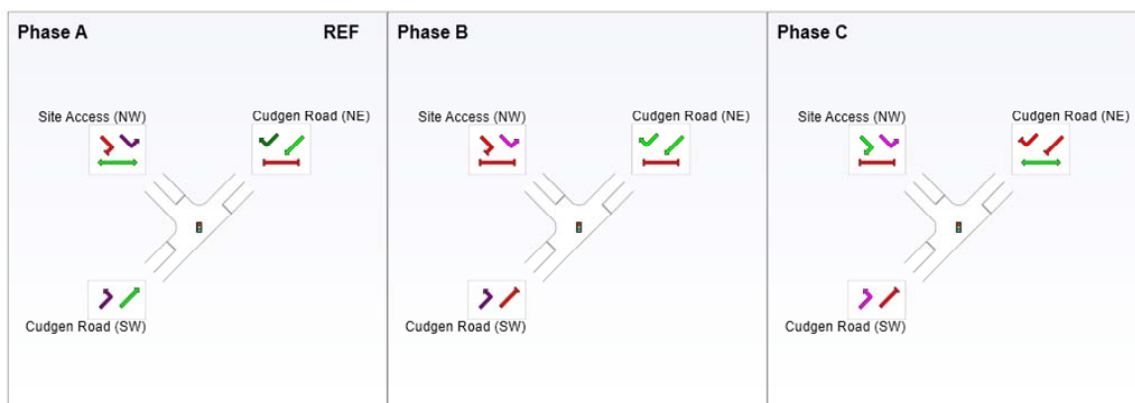 Phase A REF
Site Access (NW)
Cudgen Road (NE)
Cudgen Road (SW)
Phase B
Site Access (NW)
Cudgen Road (NE)
Cudgen Road (SW)
Phase C
Site Access (NW)
Cudgen Road (NE)
Cudgen Road (SW)